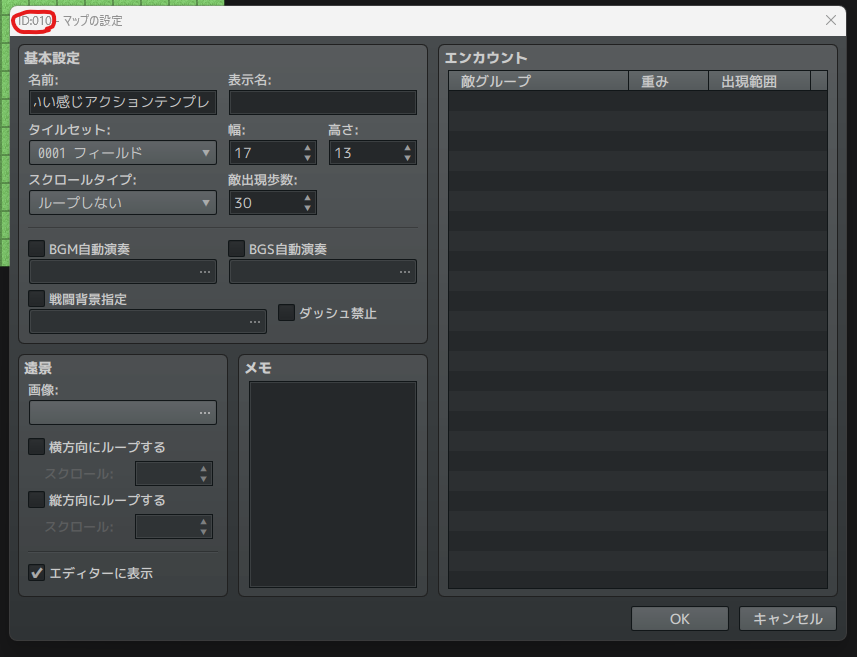 ID:010 - マップの設定
基本設定
名前:
表示名:
いい感じアクションテンプレ
タイルセット:
幅:
高さ:
0001 フィールド
17
13
スクロールタイプ:
敵出現歩数:
ループしない
30
BGM自動演奏
BGS自動演奏
...
...
戦闘背景指定
ダッシュ禁止
...
遠景
画像:
...
横方向にループする
スクロール:
縦方向にループする
スクロール:
エディターに表示
メモ
エンカウント
敵グループ
重み
出現範囲
OK
キャンセル